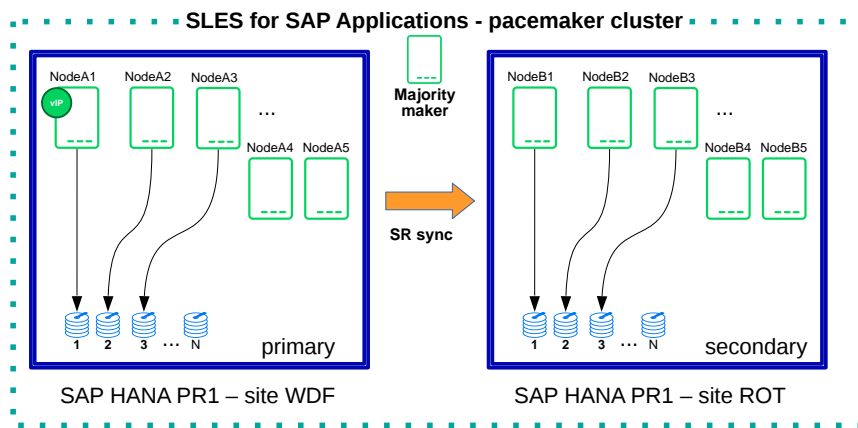 SLES for SAP Applications - pacemaker cluster
NodeA1
NodeA2
NodeA3
vIP
...
NodeA4
NodeA5
1
2
3
...
N
primary
SAP HANA PR1 – site WDF
Majority
maker
SR sync
NodeB1
NodeB2
NodeB3
...
NodeB4
NodeB5
1
2
3
...
N
secondary
SAP HANA PR1 – site ROT